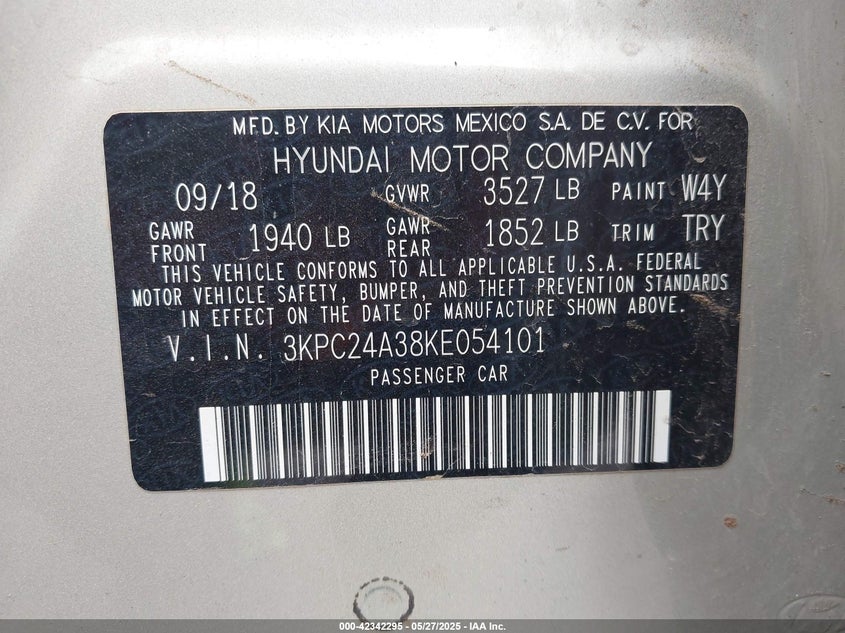 MFD. BY KIA MOTORS MEXICO S.A. DE C.V. FOR
HYUNDAI MOTOR COMPANY
09/18 GVWR 3527 LB PAINT W4Y
GAWR FRONT 1940 LB GAWR REAR 1852 LB TRIM TRY
THIS VEHICLE CONFORMS TO ALL APPLICABLE U.S.A. FEDERAL
MOTOR VEHICLE SAFETY, BUMPER, AND THEFT PREVENTION STANDARDS
IN EFFECT ON THE DATE OF MANUFACTURE SHOWN ABOVE.
V.I.N. 3KPC24A38KE054101
PASSENGER CAR
000-42342295 - 05/27/2025 - IAA Inc.